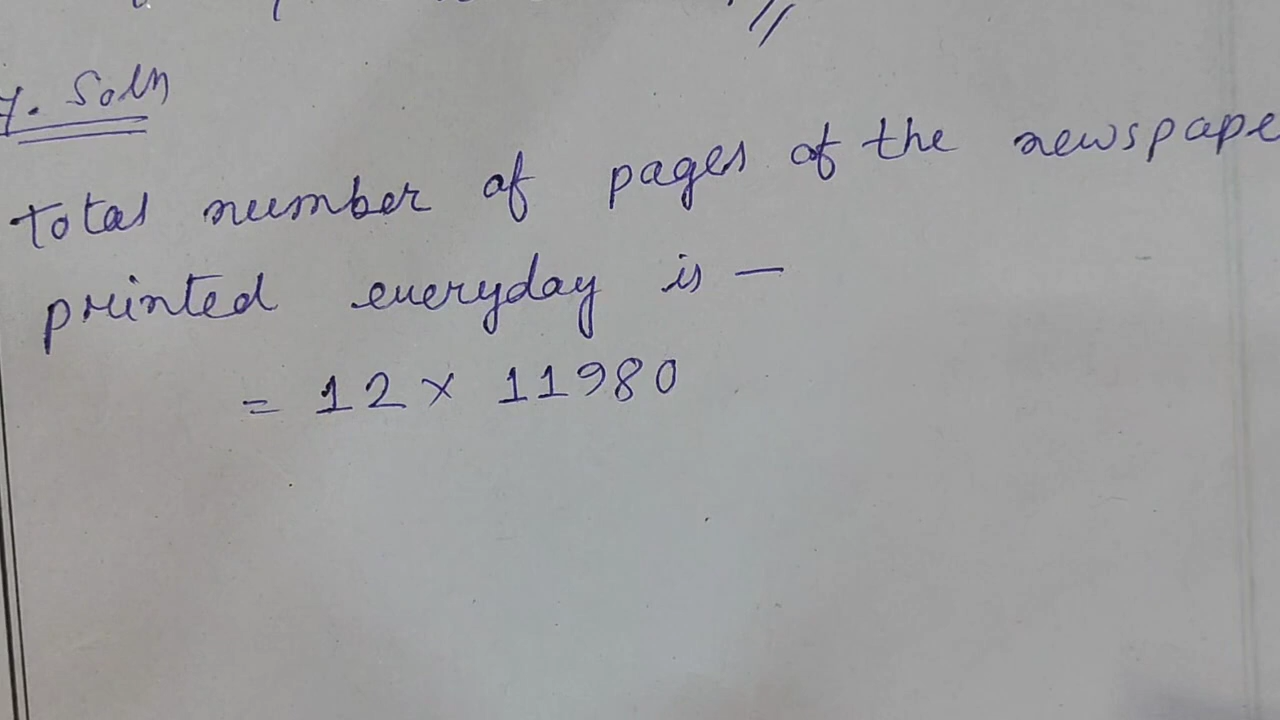 7. Soln
total number of pages of the newspape
printed everyday is —
= 12 × 11980